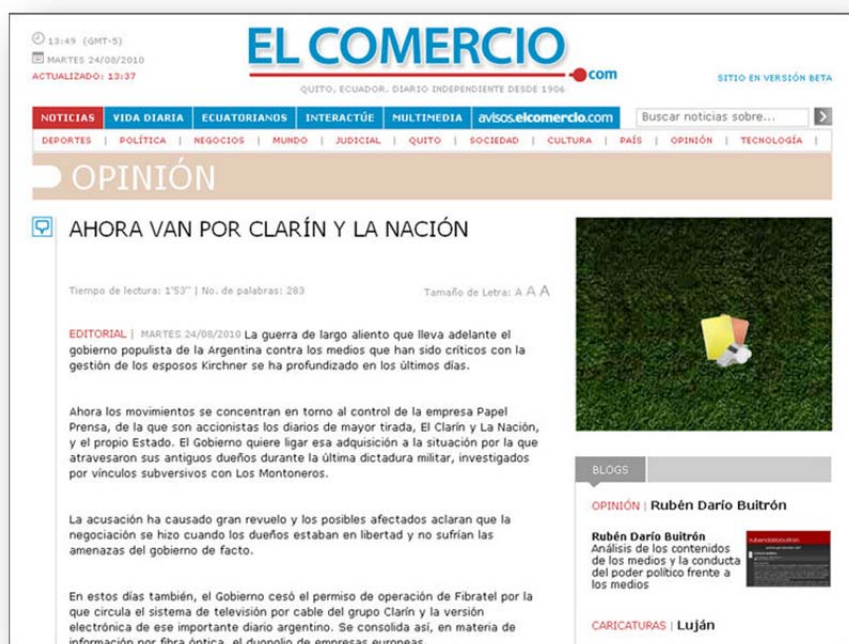 13:49 (GMT-5)
MARTES 24/08/2010
ACTUALIZADO: 13:37
EL COMERCIO
com
QUITO, ECUADOR. DIARIO INDEPENDIENTE DESDE 1906
SITIO EN VERSIÓN BETA
NOTICIAS VIDA DIARIA ECUATORIANOS INTERACTÚE MULTIMEDIA avisos.elcomercio.com Buscar noticias sobre...
DEPORTES | POLÍTICA | NEGOCIOS | MUNDO | JUDICIAL | QUITO | SOCIEDAD | CULTURA | PAÍS | OPINIÓN | TECNOLOGÍA |
OPINIÓN
AHORA VAN POR CLARÍN Y LA NACIÓN
Tiempo de lectura: 1'53'' | No. de palabras: 283
Tamaño de Letra: A A A
EDITORIAL | MARTES 24/08/2010 La guerra de largo aliento que lleva adelante el
gobierno populista de la Argentina contra los medios que han sido críticos con la
gestión de los esposos Kirchner se ha profundizado en los últimos días.
Ahora los movimientos se concentran en torno al control de la empresa Papel
Prensa, de la que son accionistas los diarios de mayor tirada, El Clarín y La Nación,
y el propio Estado. El Gobierno quiere ligar esa adquisición a la situación por la que
atravesaron sus antiguos dueños durante la última dictadura militar, investigados
por vínculos subversivos con Los Montoneros.
La acusación ha causado gran revuelo y los posibles afectados aclaran que la
negociación se hizo cuando los dueños estaban en libertad y no sufrían las
amenazas del gobierno de facto.
En estos días también, el Gobierno cesó el permiso de operación de Fibratel por la
que circula el sistema de televisión por cable del grupo Clarín y la versión
electrónica de ese importante diario argentino. Se consolida así, en materia de
información por fibra óptica, el duopolio de empresas europeas
BLOGS
OPINIÓN | Rubén Darío Buitrón
Rubén Darío Buitrón
Análisis de los contenidos
de los medios y la conducta
del poder político frente a
los medios
rubendariobuitrón
CARICATURAS | Luján